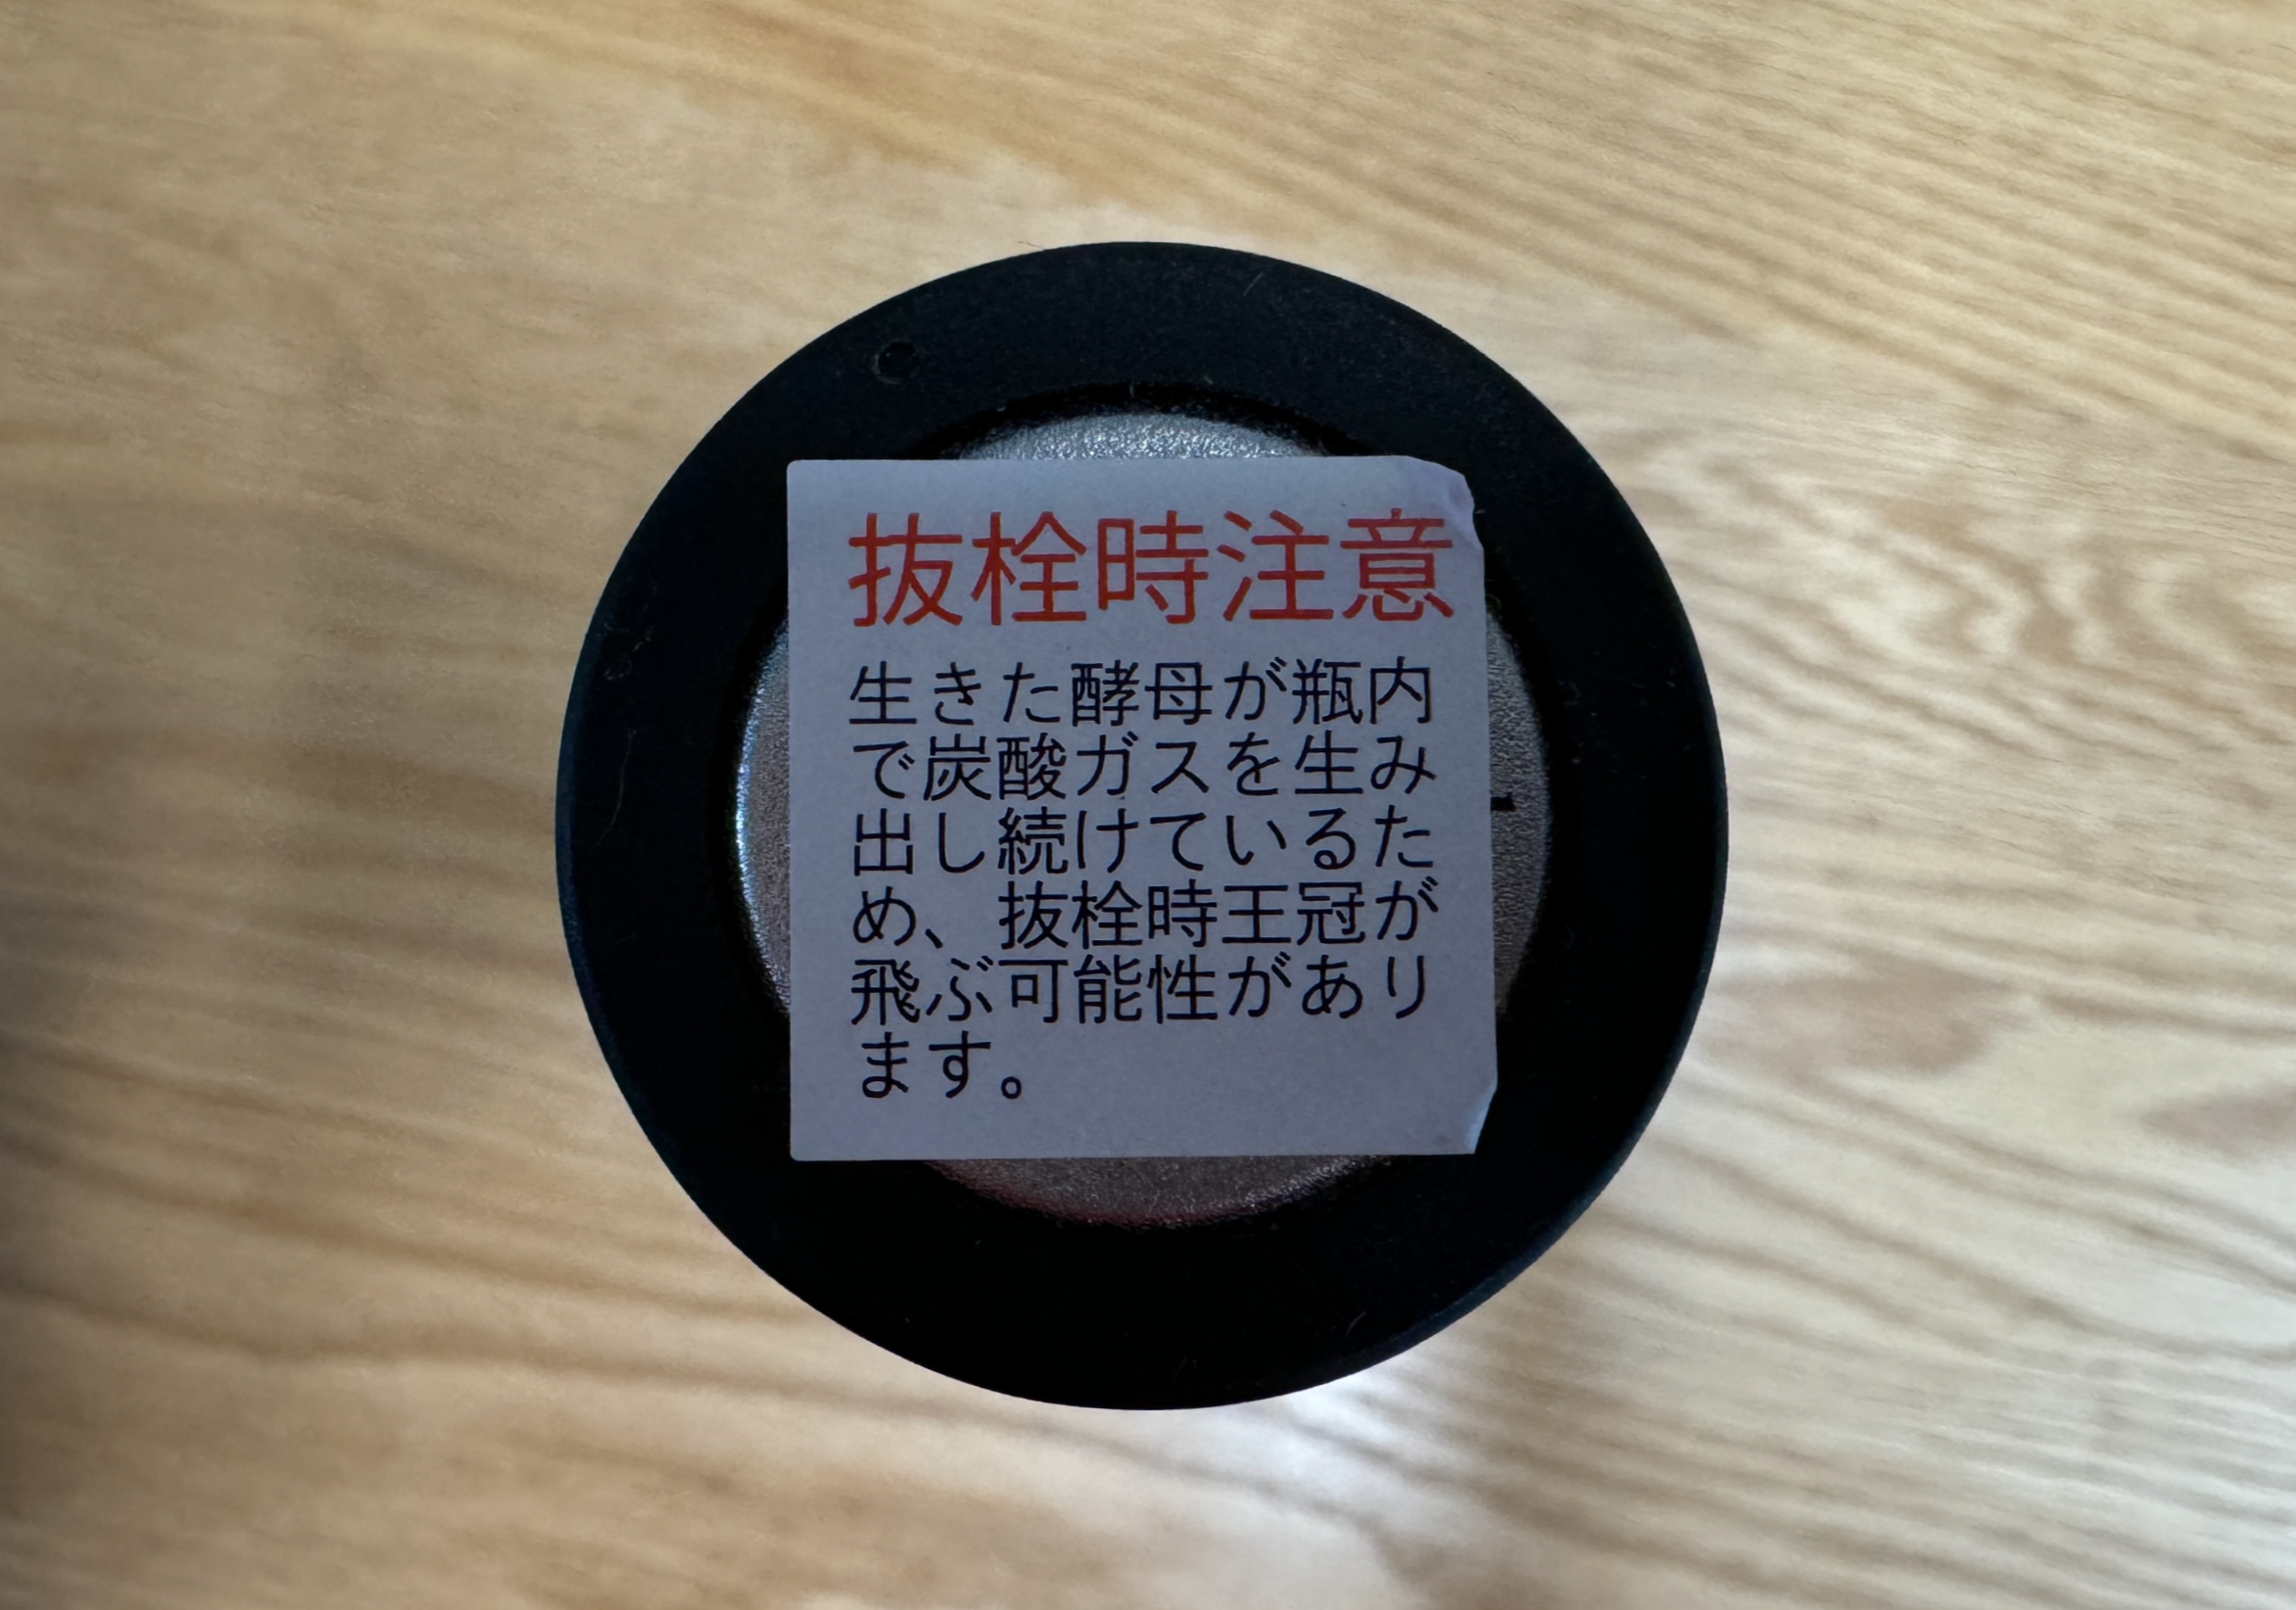 抜栓時注意
生きた酵母が瓶内
で炭酸ガスを生み
出し続けているた
め、抜栓時王冠が
飛ぶ可能性があり
ます。